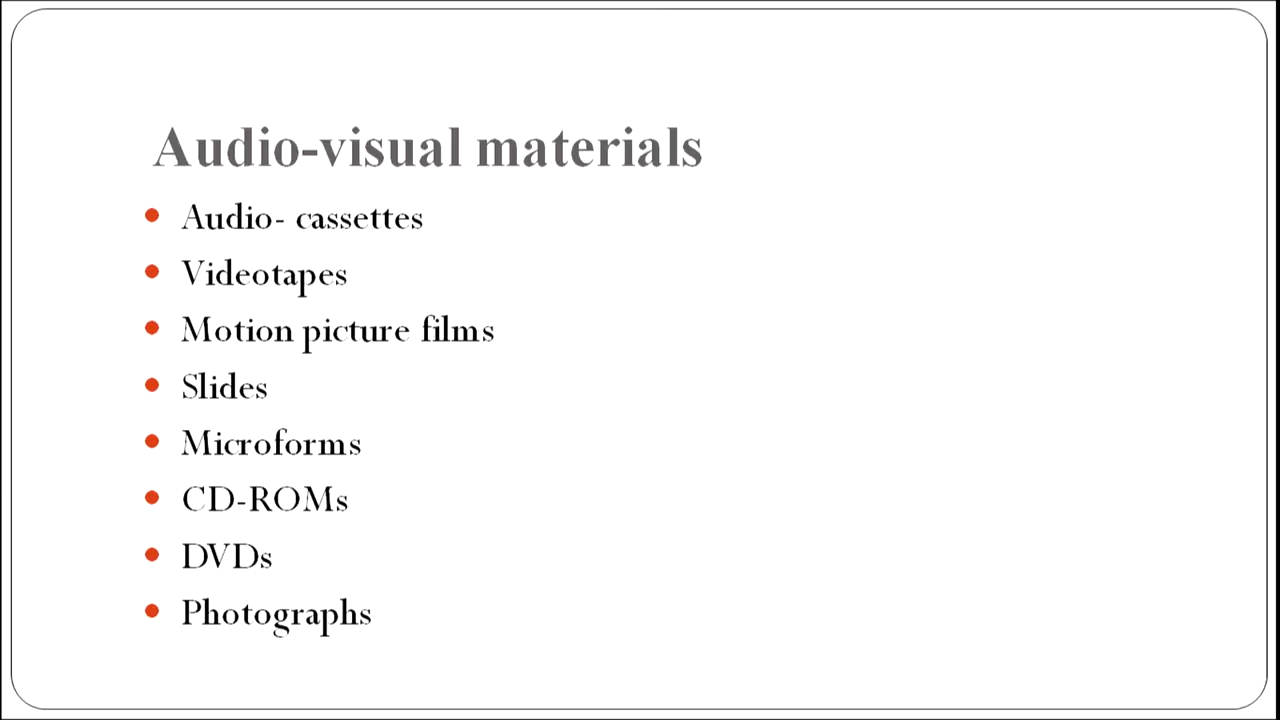 Audio-visual materials
Audio- cassettes
Videotapes
Motion picture films
Slides
Microforms
CD-ROMs
DVDs
Photographs